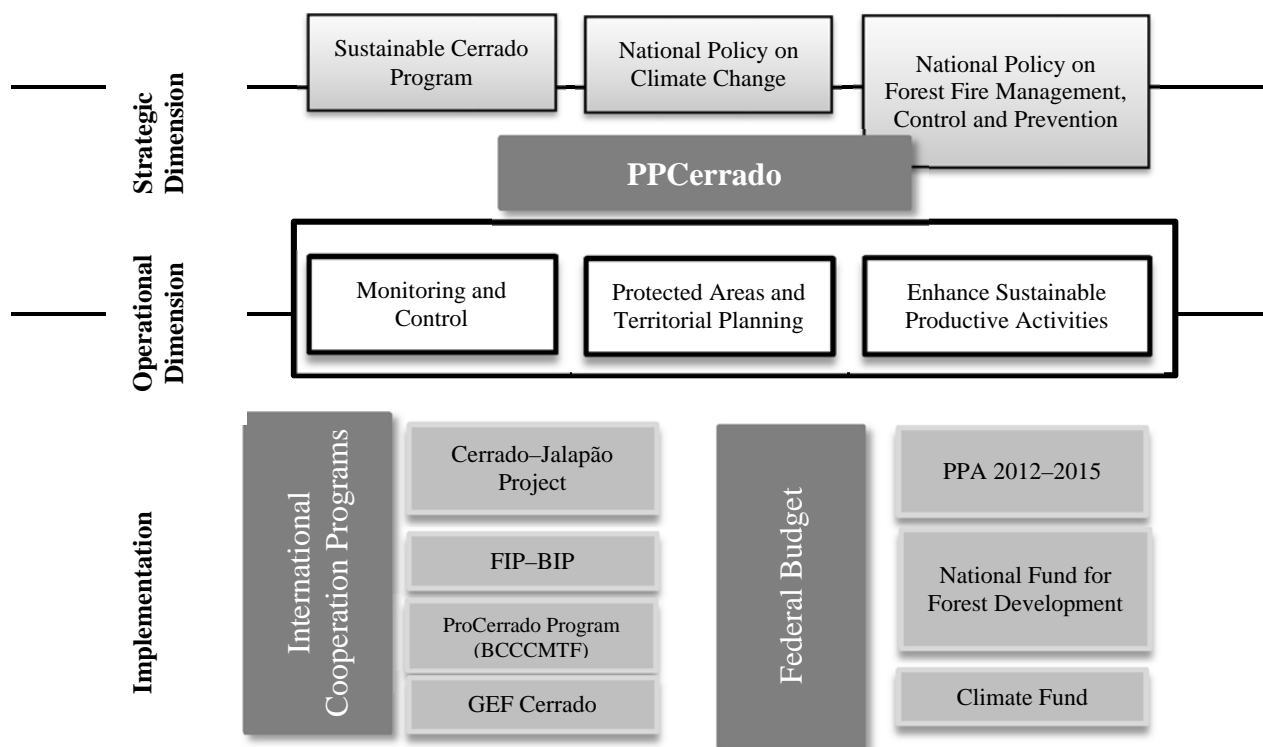 Strategic
Dimension
Sustainable Cerrado
Program
National Policy on
Climate Change
National Policy on
Forest Fire Management,
Control and Prevention
PPCerrado
Operational
Dimension
Monitoring and
Control
Protected Areas and
Territorial Planning
Enhance Sustainable
Productive Activities
Implementation
International
Cooperation Programs
Cerrado–Jalapão
Project
FIP–BIP
ProCerrado Program
(BCCCMTF)
GEF Cerrado
Federal Budget
PPA 2012–2015
National Fund for
Forest Development
Climate Fund